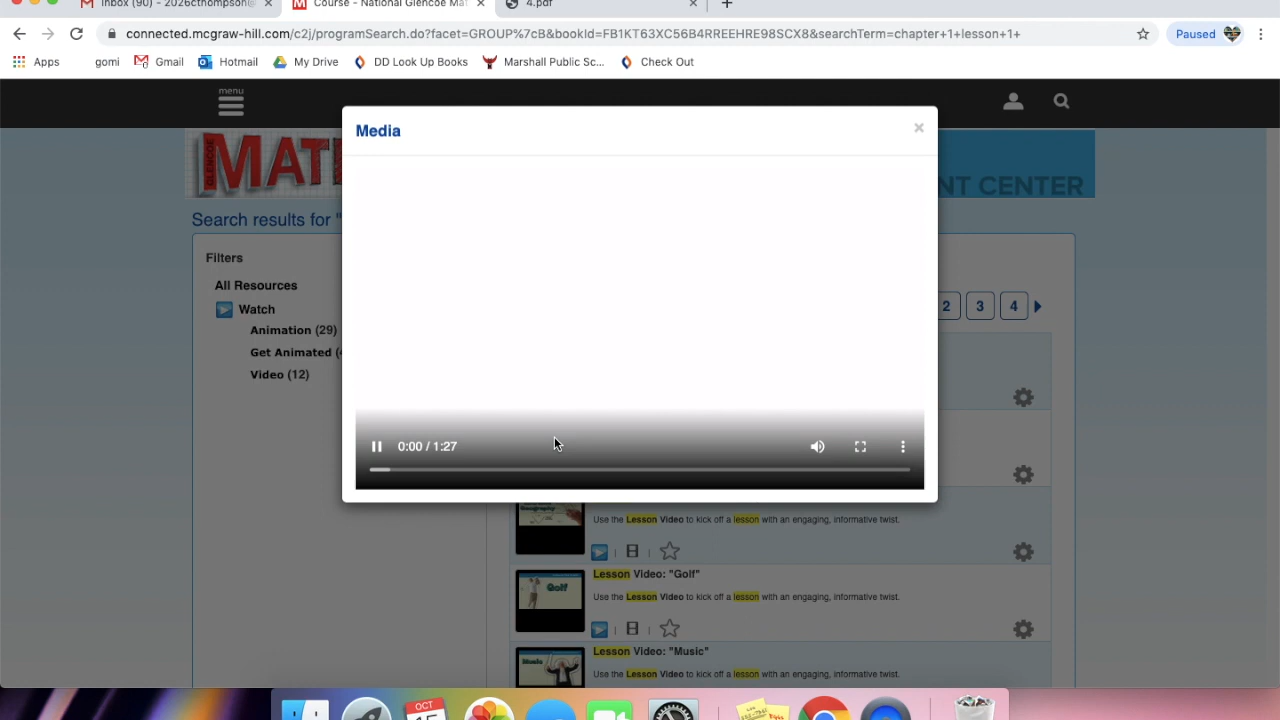 Inbox (90) - 2026cthompson@
Course - National Glencoe Mat
4.pdf
connected.mcgraw-hill.com/c2j/programSearch.do?facet=GROUP%7cB&bookId=FB1KT63XC56B4RREEHRE98SCX8&searchTerm=chapter+1+lesson+1+
Paused
Apps
gomi
Gmail
Hotmail
My Drive
DD Look Up Books
Marshall Public Sc...
Check Out
menu
GLENCOE
MAT
NT CENTER
Media
×
Search results for "
Filters
All Resources
Watch
Animation (29)
Get Animated (
Video (12)
2 3 4
0:00 / 1:27
Use the Lesson Video to kick off a lesson with an engaging, informative twist.
Golf
Lesson Video: "Golf"
Use the Lesson Video to kick off a lesson with an engaging, informative twist.
Music
Lesson Video: "Music"
Use the Lesson Video to kick off a lesson with an engaging, informative twist.
OCT